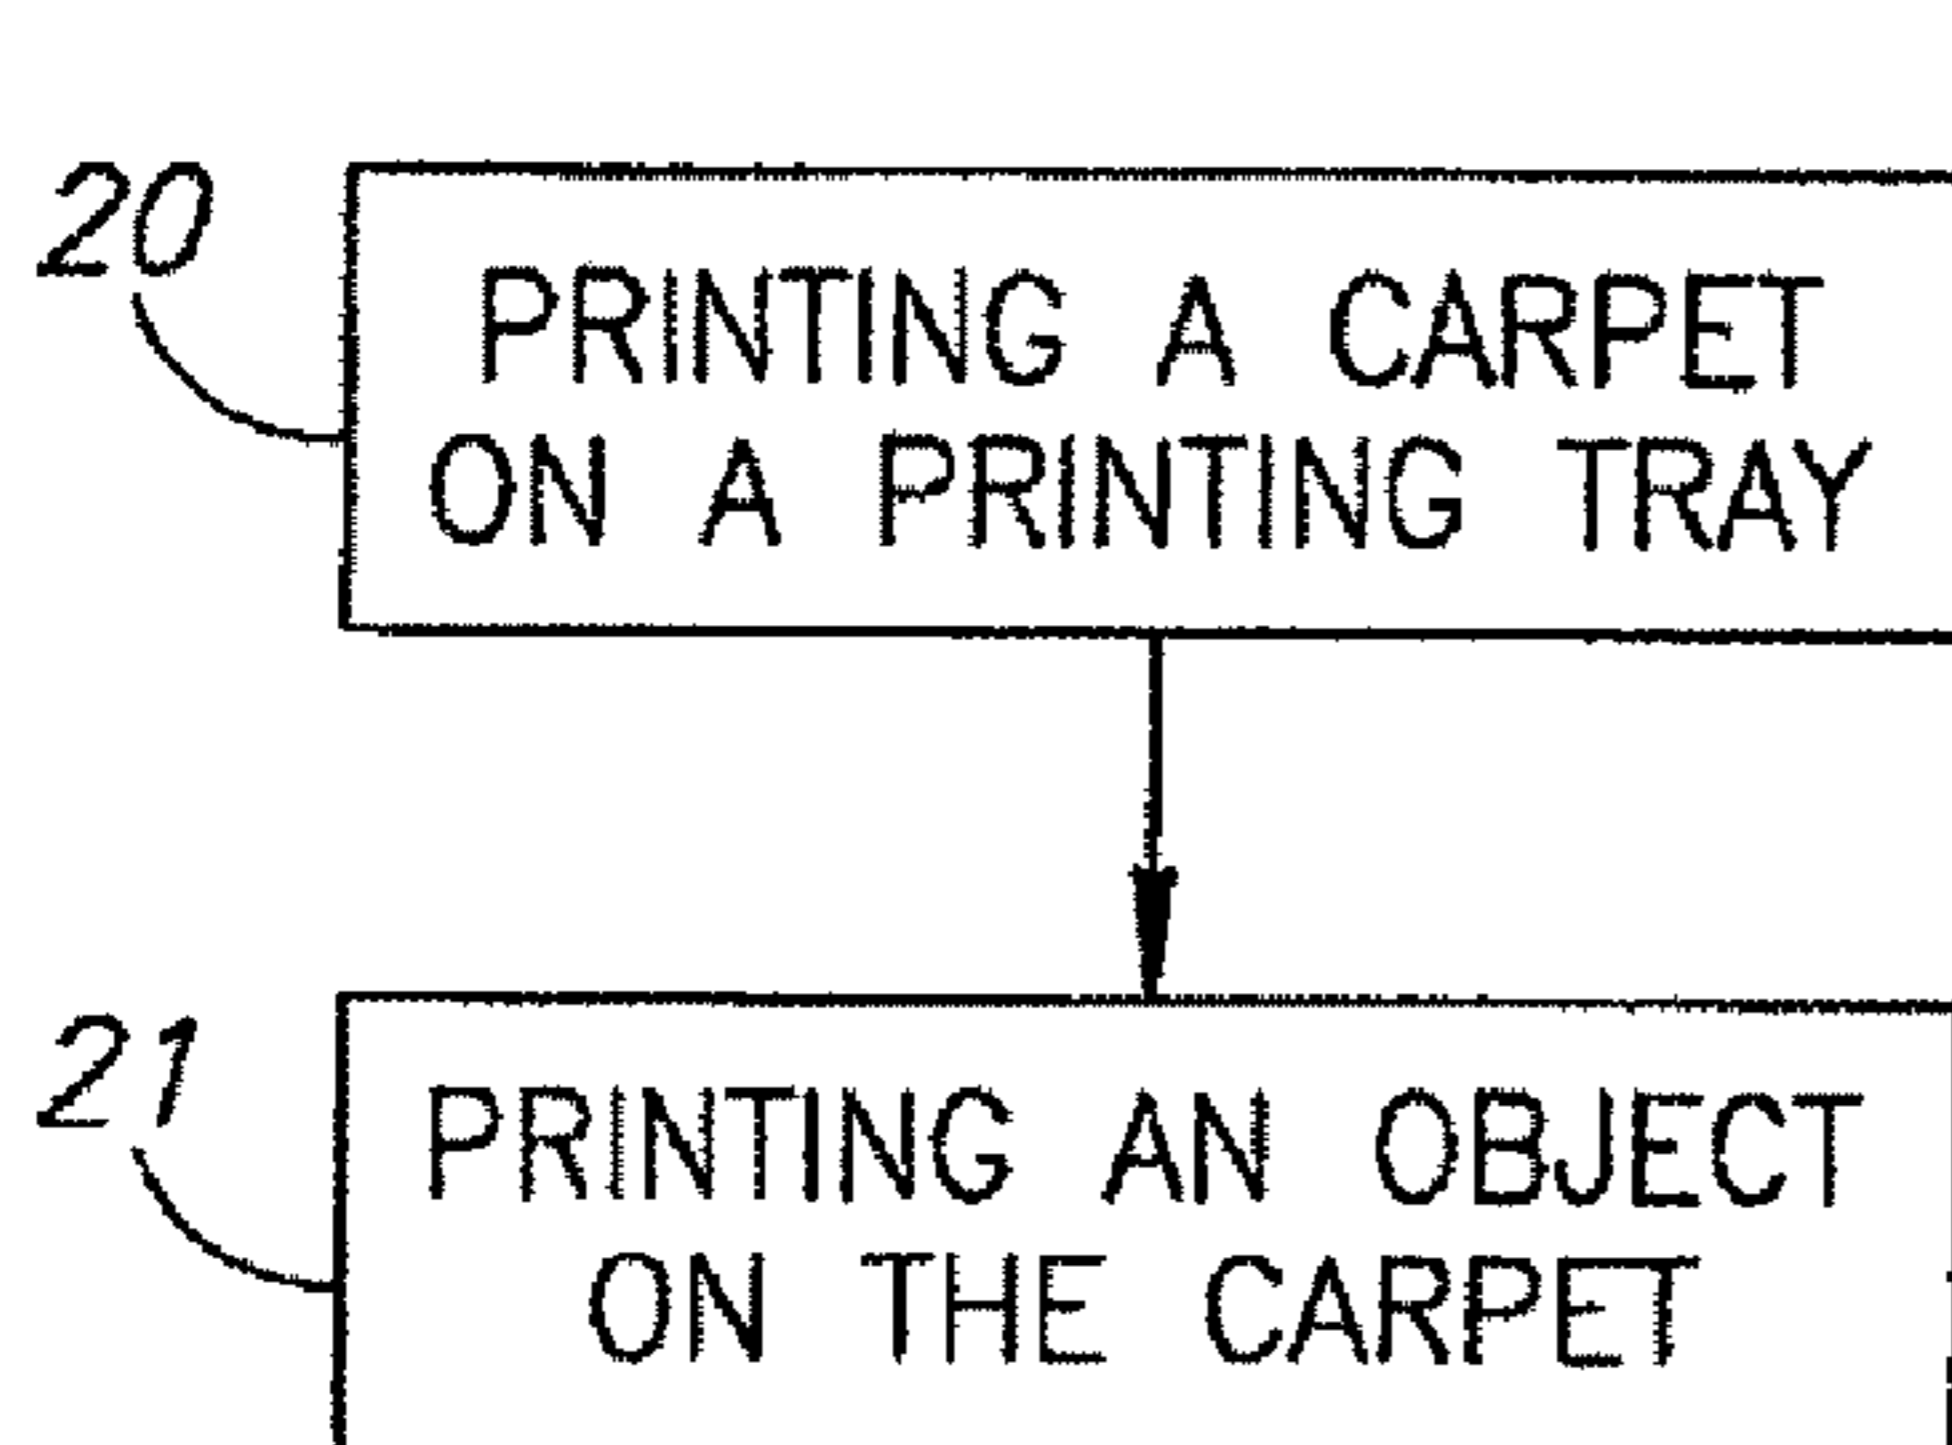 20
PRINTING A CARPET
ON A PRINTING TRAY
21
PRINTING AN OBJECT
ON THE CARPET